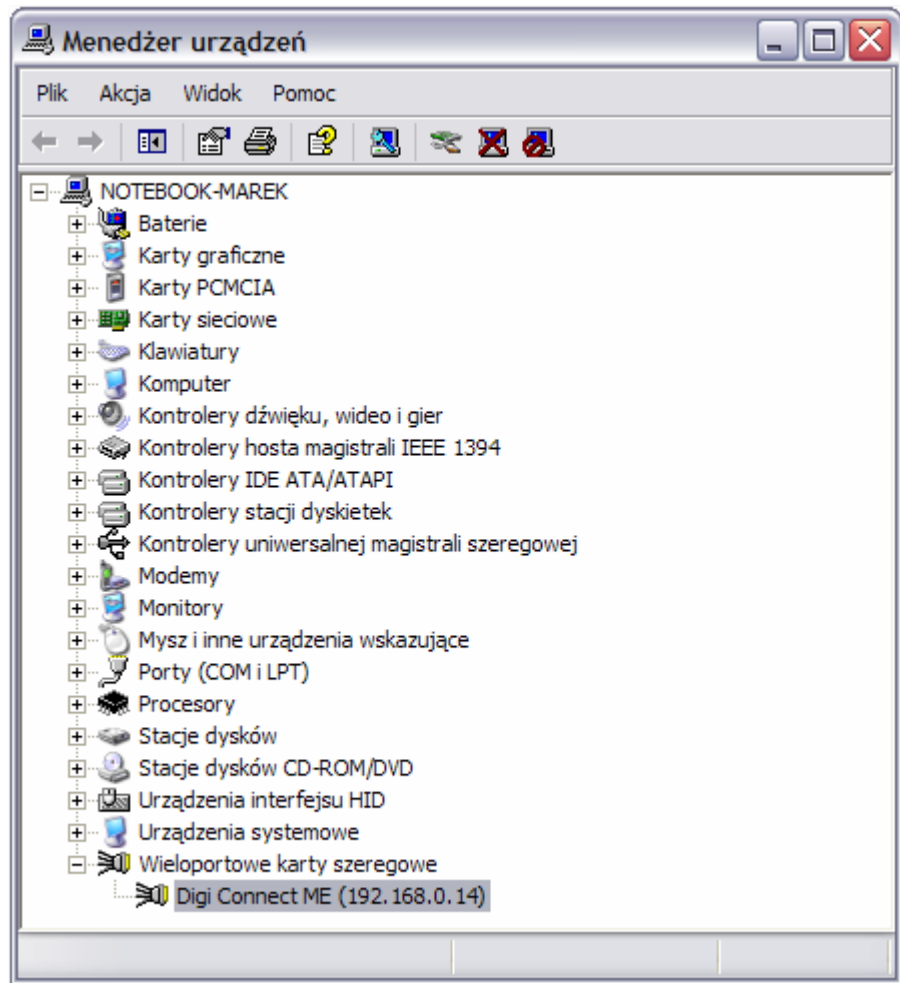 Menedżer urządzeń
Plik Akcja Widok Pomoc
NOTEBOOK-MAREK
Baterie
Karty graficzne
Karty PCMCIA
Karty sieciowe
Klawiatury
Komputer
Kontrolery dźwięku, wideo i gier
Kontrolery hosta magistrali IEEE 1394
Kontrolery IDE ATA/ATAPI
Kontrolery stacji dyskietek
Kontrolery uniwersalnej magistrali szeregowej
Modemy
Monitory
Mysz i inne urządzenia wskazujące
Porty (COM i LPT)
Procesory
Stacje dysków
Stacje dysków CD-ROM/DVD
Urządzenia interfejsu HID
Urządzenia systemowe
Wieloportowe karty szeregowe
Digi Connect ME (192.168.0.14)